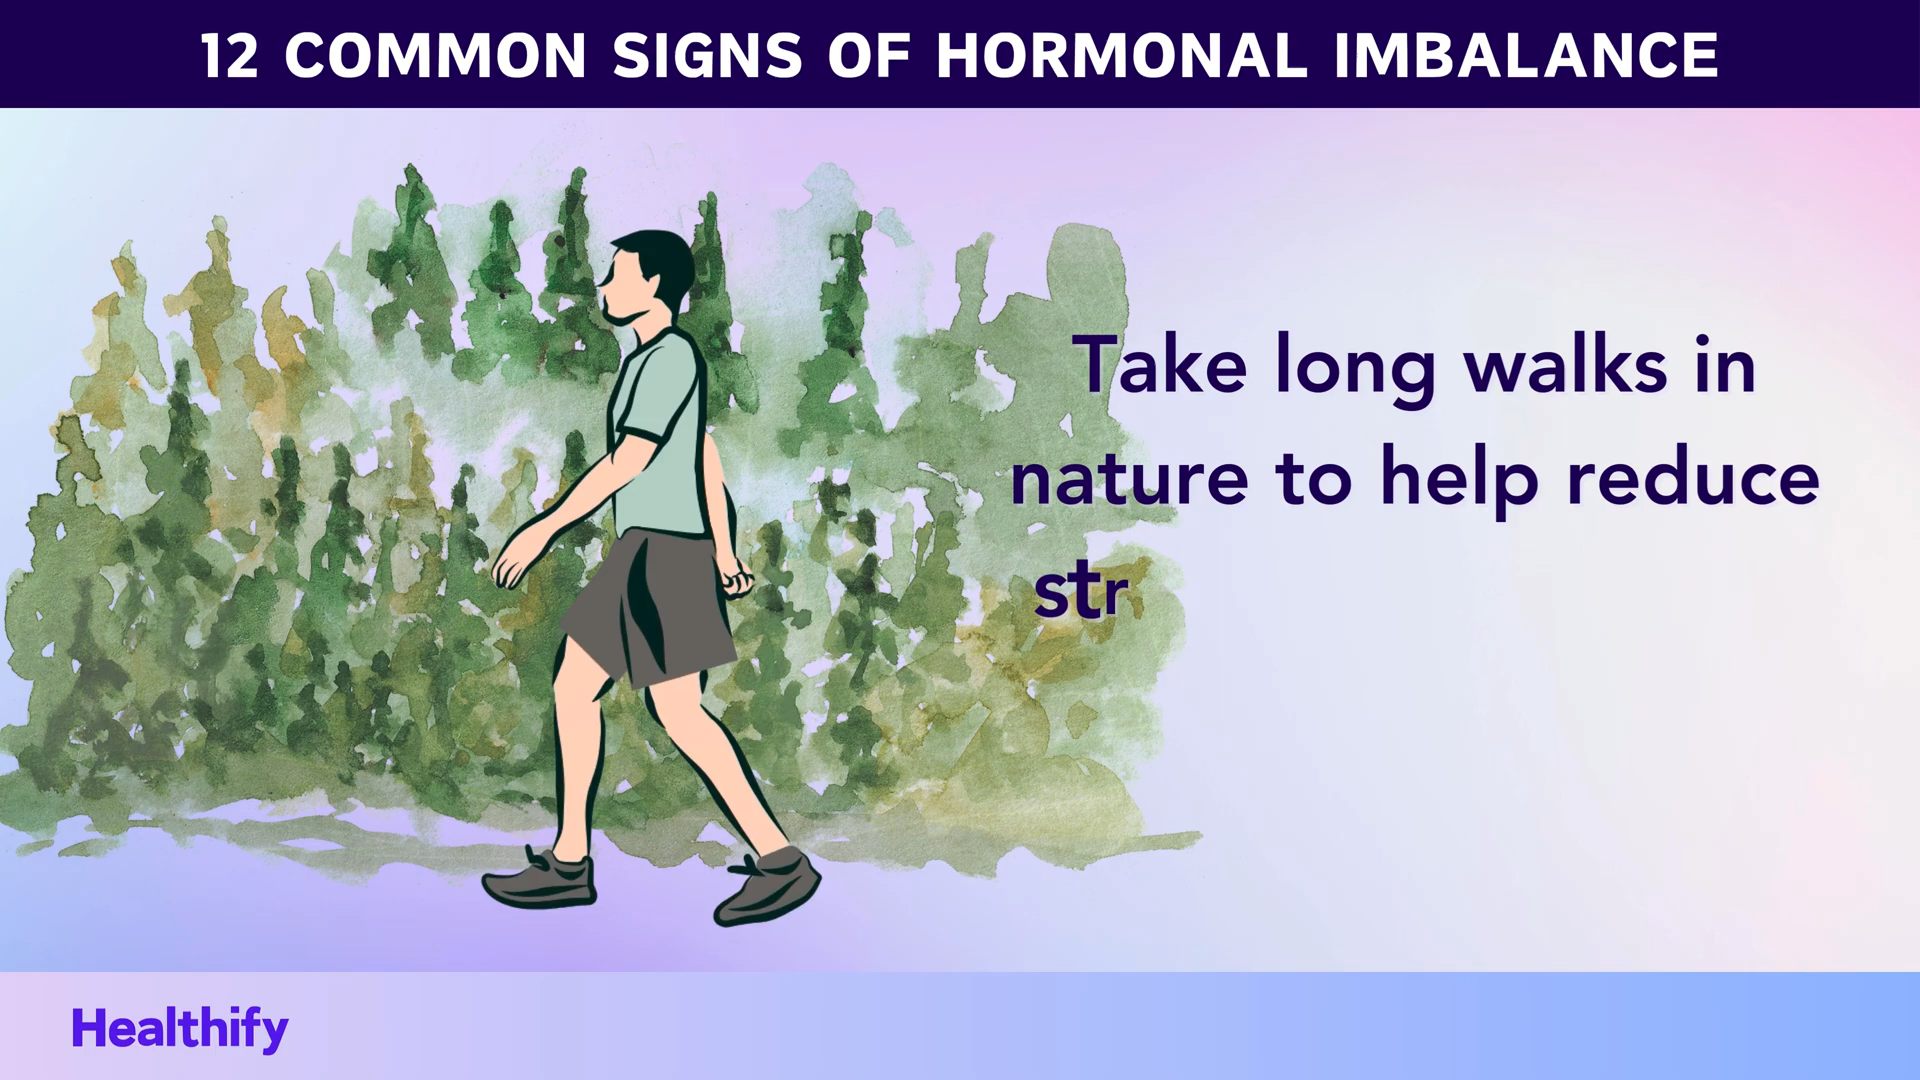 12 COMMON SIGNS OF HORMONAL IMBALANCE
Take long walks in
nature to help reduce
str
Healthify